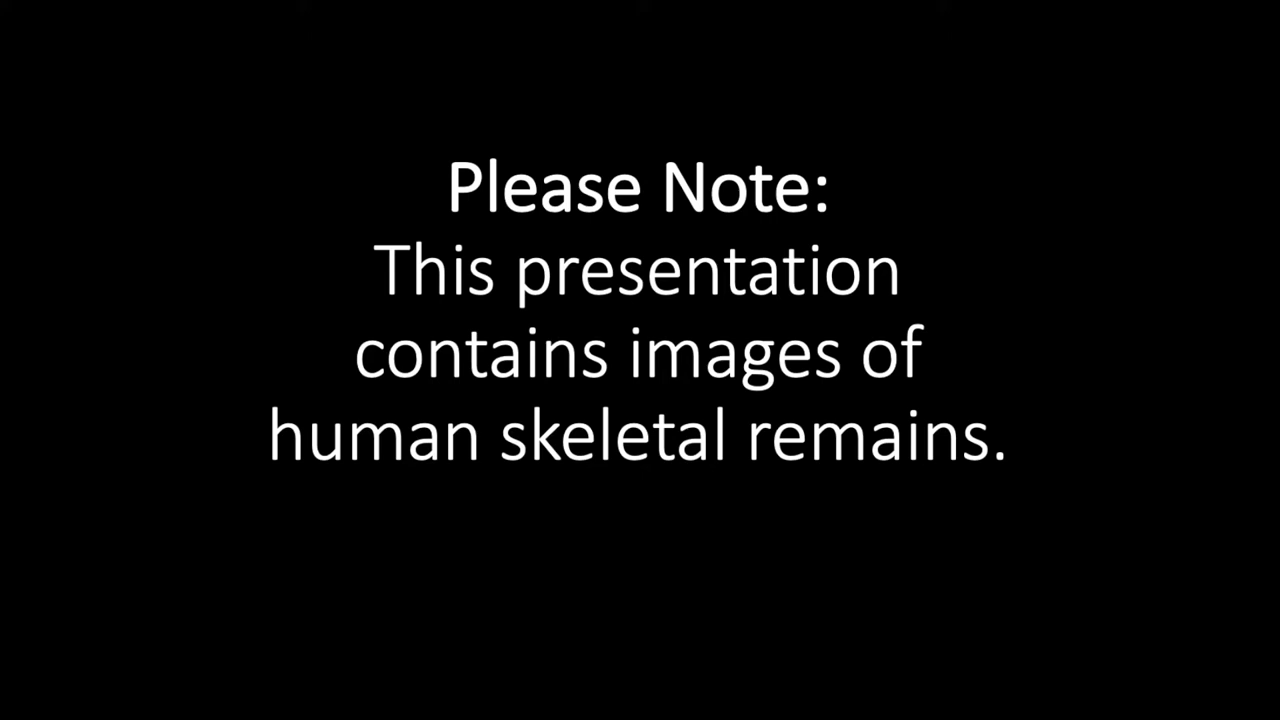 Please Note:
This presentation
contains images of
human skeletal remains.